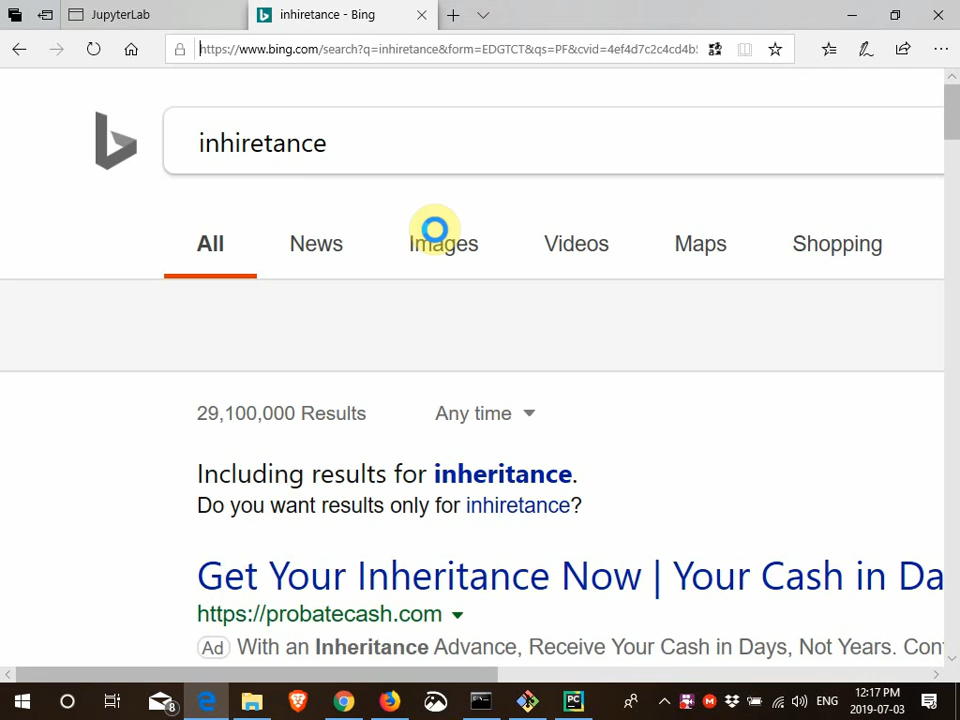 JupyterLab
inhiretance - Bing
https://www.bing.com/search?q=inhiretance&form=EDGTCT&qs=PF&cvid=4ef4d7c2c4cd4b5
inhiretance
All News Images Videos Maps Shopping
29,100,000 Results Any time
Including results for inheritance.
Do you want results only for inhiretance?
Get Your Inheritance Now | Your Cash in Da
https://probatecash.com
Ad With an Inheritance Advance, Receive Your Cash in Days, Not Years. Con
8
PC
ENG
12:17 PM
2019-07-03